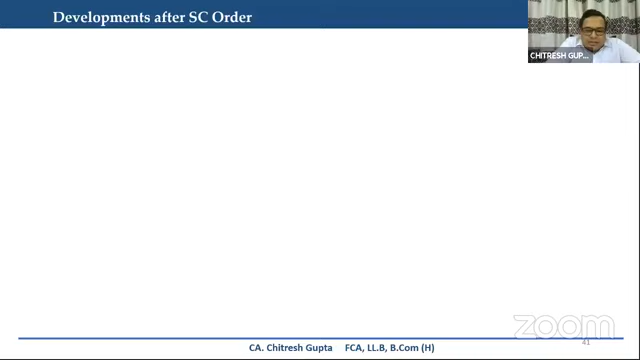 Developments after SC Order
CHITRESH GUP...
zoom
41
CA. Chitresh Gupta FCA, LL.B, B.Com (H)